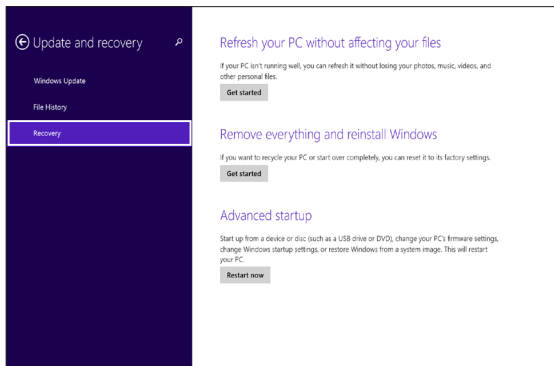 Update and recovery
Windows Update
File History
Recovery
Refresh your PC without affecting your files
If your PC isn't running well, you can refresh it without losing your photos, music, videos, and
other personal files.
Get started
Remove everything and reinstall Windows
If you want to recycle your PC or start over completely, you can reset it to its factory settings.
Get started
Advanced startup
Start up from a device or disc (such as a USB drive or DVD), change your PC's firmware settings,
change Windows startup settings, or restore Windows from a system image. This will restart
your PC.
Restart now